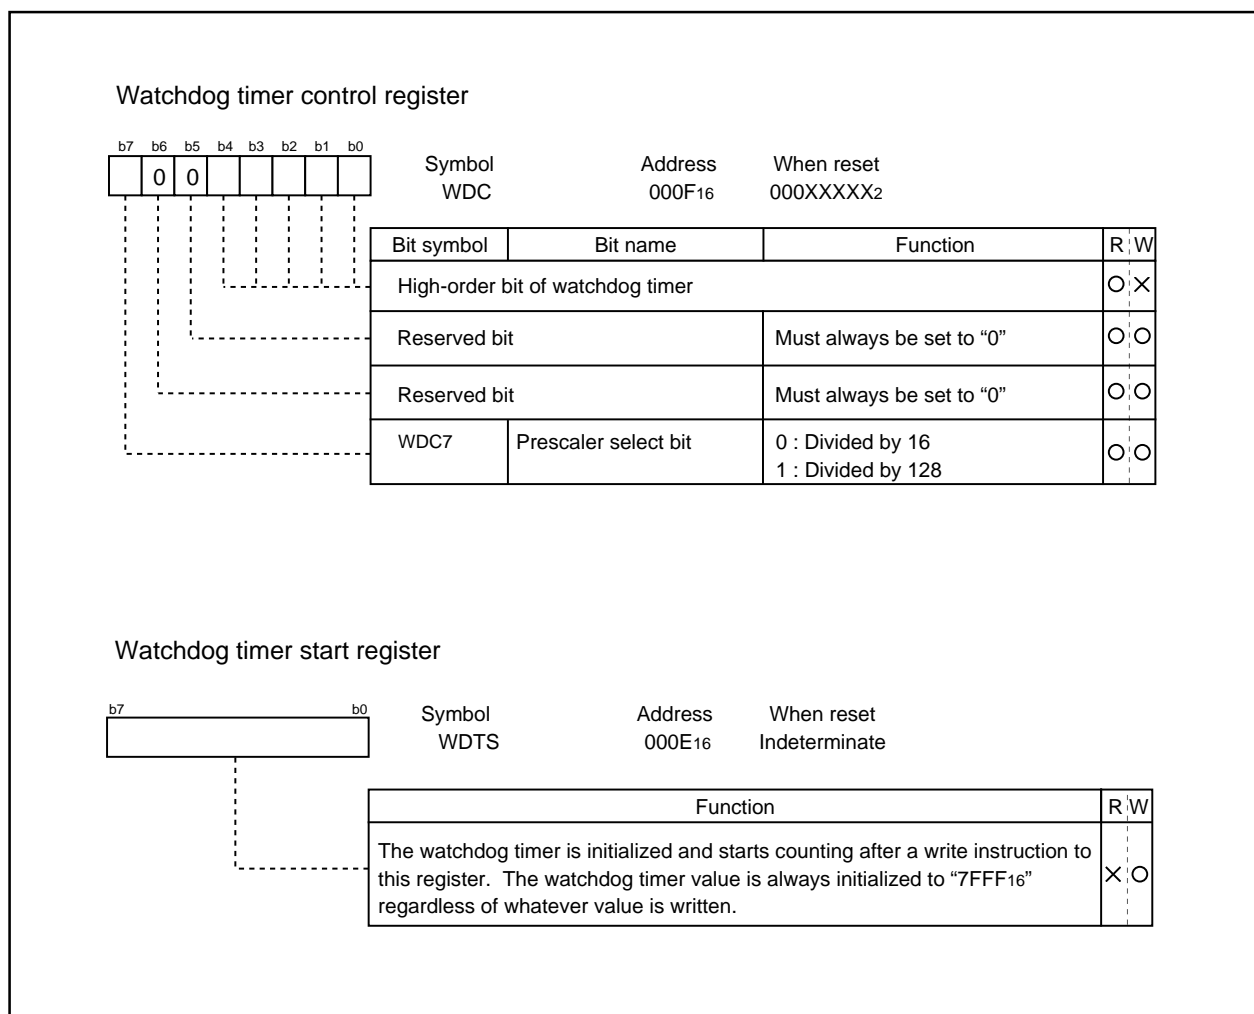 Watchdog timer control register
b7 b6 b5 b4 b3 b2 b1 b0
0 0
Symbol Address When reset
WDC 000F16 000XXXXX2
Bit symbol Bit name Function R W
High-order bit of watchdog timer O X
Reserved bit Must always be set to “0” O O
Reserved bit Must always be set to “0” O O
WDC7 Prescaler select bit 0 : Divided by 16 O O
1 : Divided by 128
Watchdog timer start register
b7 b0
Symbol Address When reset
WDTS 000E16 Indeterminate
Function R W
The watchdog timer is initialized and starts counting after a write instruction to
this register. The watchdog timer value is always initialized to “7FFF16” X O
regardless of whatever value is written.